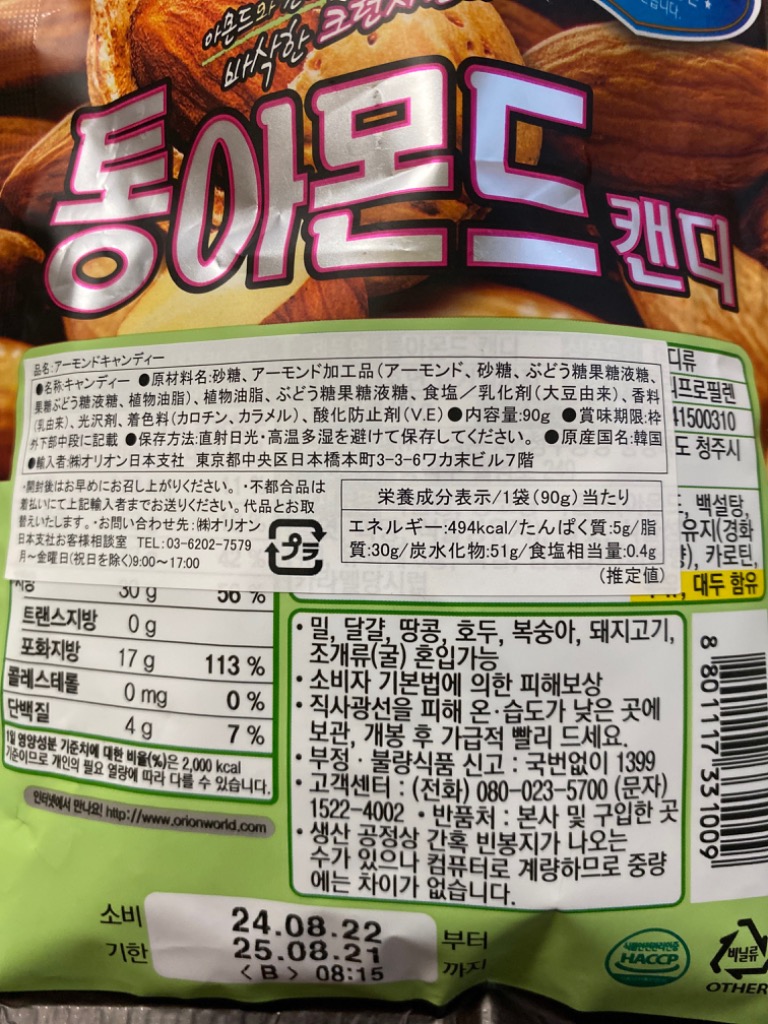 아몬드와
바삭한
통아몬드 캔디
품名:アーモンドキャンディー
●名称:キャンディー ●原材料名:砂糖、アーモンド加工品(アーモンド、砂糖、ぶどう糖果糖液糖、
果糖ぶどう糖液糖、植物油脂)、植物油脂、ぶどう糖果糖液糖、食塩/乳化剤(大豆由来)、香料
(乳由来)、光沢剤、着色料(カロチン、カラメル)、酸化防止剤(V.E) ●内容量:90g ●賞味期限:枠
外下部中段に記載 ●保存方法:直射日光・高温多湿を避けて保存してください。 ●原産国名:韓国
●輸入者:㈱オリオン日本支社 東京都中央区日本橋本町3-3-6ワカ末ビル7階
・開封後はお早めにお召し上がりください。・不都合品は
着払いにて上記輸入者までお送りください。代品とお取
替えいたします。・お問い合わせ先:㈱オリオン
日本支社お客様相談室 TEL:03-6202-7579
月~金曜日(祝日を除く)9:00~17:00
プラ
栄養成分表示/1袋(90g)当たり
エネルギー:494kcal/たんぱく質:5g/脂
質:30g/炭水化物:51g/食塩相当量:0.4g
(推定値)
디류
프로필렌
41500310
도 청주시
백설탕,
유지(경화
카로틴,
대두 함유
지방 30 g 56 %
트랜스지방 0 g
포화지방 17 g 113 %
콜레스테롤 0 mg 0 %
단백질 4 g 7 %
1일 영양성분 기준치에 대한 비율(%)은 2,000 kcal
기준이므로 개인의 필요 열량에 따라 다를 수 있습니다.
인터넷에서 만나요! http://www.orionworld.com
• 밀, 달걀, 땅콩, 호두, 복숭아, 돼지고기,
조개류(굴) 혼입가능
• 소비자 기본법에 의한 피해보상
• 직사광선을 피해 온·습도가 낮은 곳에
보관, 개봉 후 가급적 빨리 드세요.
• 부정·불량식품 신고 : 국번없이 1399
• 고객센터 : (전화) 080-023-5700 (문자)
1522-4002 • 반품처 : 본사 및 구입한 곳
• 생산 공정상 간혹 빈봉지가 나오는
수가 있으나 컴퓨터로 계량하므로 중량
에는 차이가 없습니다.
8 801117 331009
소비
기한
24.08.22 부터
25.08.21 까지
<B> 08:15
식품안전관리인증
HACCP
비닐류
OTHER